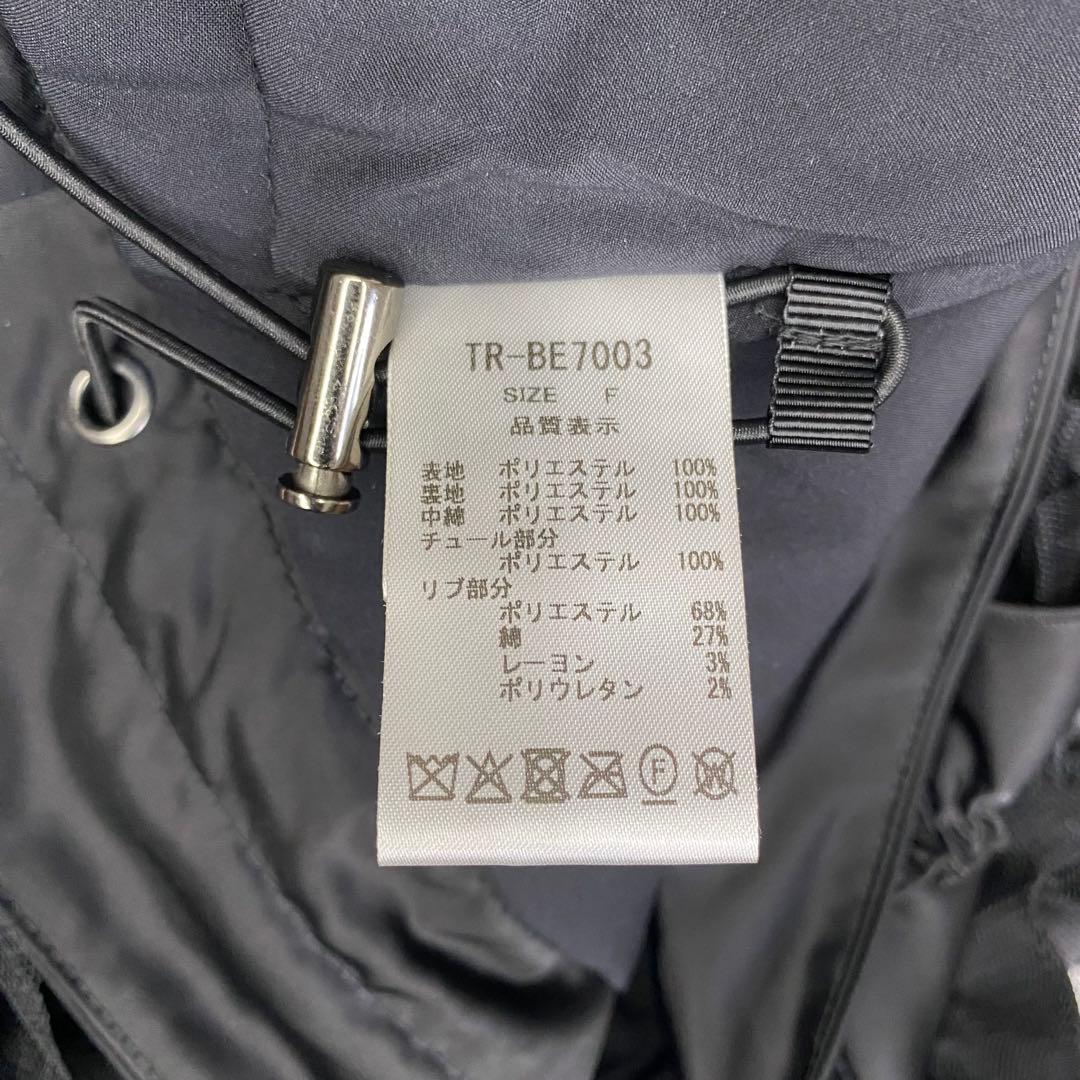 TR-BE7003
SIZE F
品質表示
表地 ポリエステル 100%
裏地 ポリエステル 100%
中綿 ポリエステル 100%
チュール部分
ポリエステル 100%
リブ部分
ポリエステル 68%
綿 27%
レーヨン 3%
ポリウレタン 2%
F
W